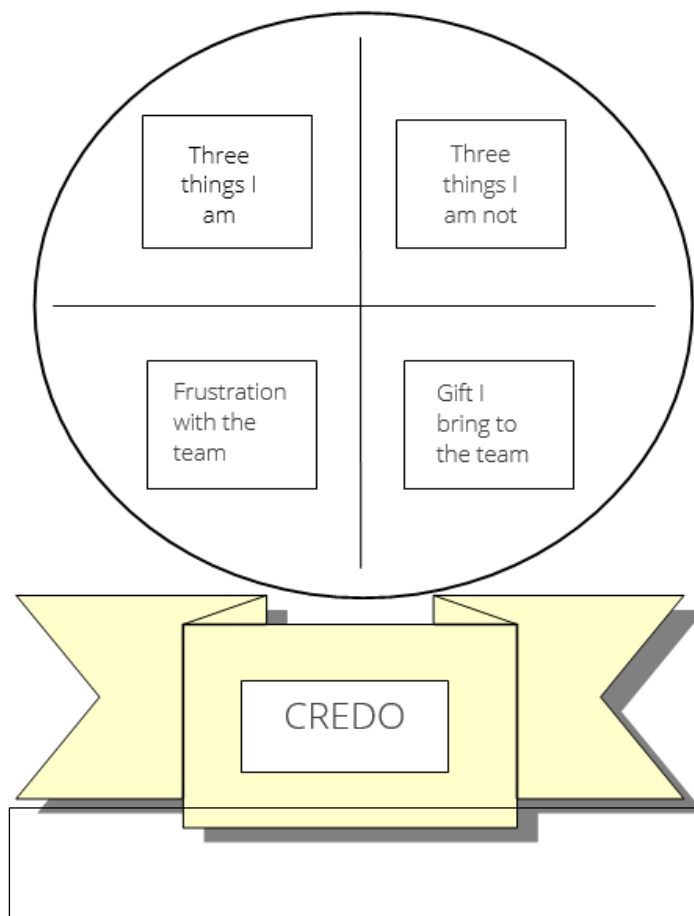 Three
things I
am
Three
things I
am not
Frustration
with the
team
Gift I
bring to
the team
CREDO